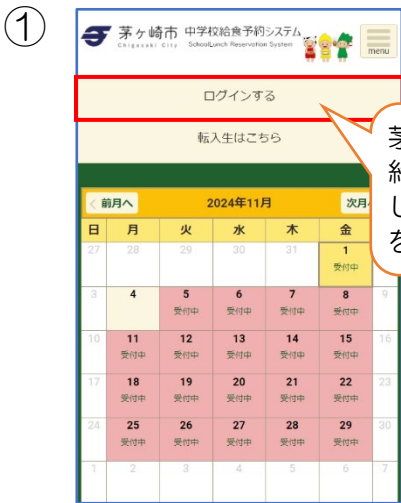 ①
茅ヶ崎市 中学校給食予約システム
Chigasaki City SchoolLunch Reservation System
menu
ログインする
転入生はこちら
茅
給
し
を
前月へ 2024年11月 次月
日 月 火 水 木 金
27 28 29 30 31 1
受付中
3 4 5 6 7 8 9
受付中 受付中 受付中 受付中
10 11 12 13 14 15 16
受付中 受付中 受付中 受付中 受付中
17 18 19 20 21 22 23
受付中 受付中 受付中 受付中 受付中
24 25 26 27 28 29 30
受付中 受付中 受付中 受付中 受付中
1 2 3 4 5 6 7